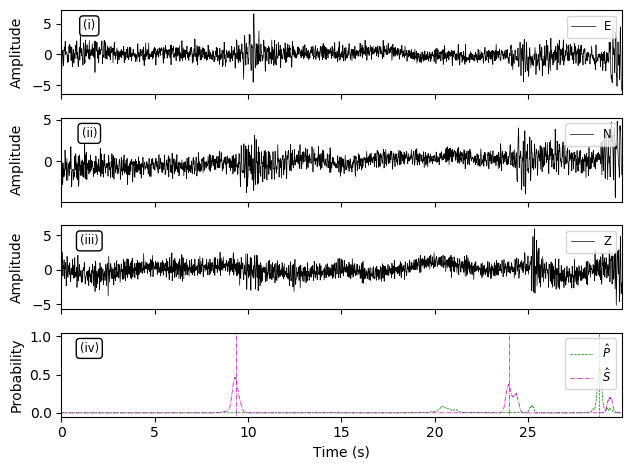 Amplitude
5
0
−5
(i)
E
Amplitude
5
0
(ii)
N
Amplitude
5
0
−5
(iii)
Z
Probability
1.0
0.5
0.0
(iv)
P̂
Ŝ
0 5 10 15 20 25
Time (s)